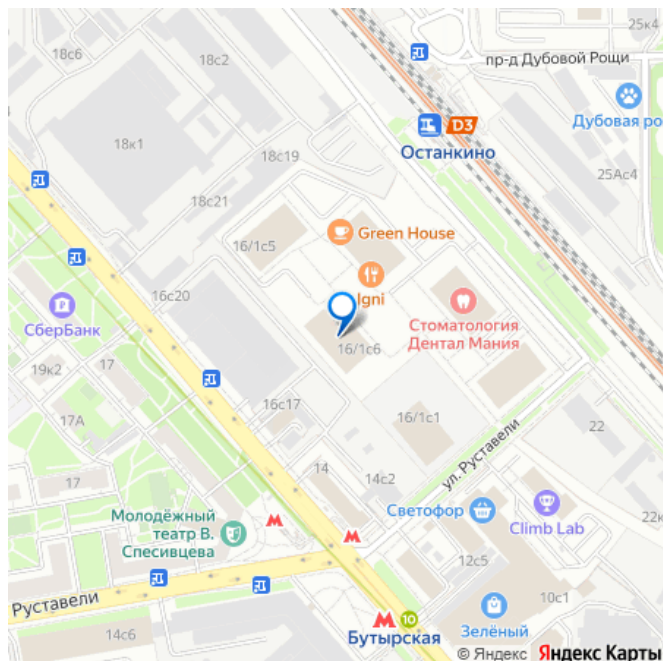 25к4
18с6
18с2
пр-д Дубовой Рощи
Дубовая ро
D3
Останкино
18к1
18с19
25Ас4
18с21
Green House
16/1с5
Igni
16с20
СберБанк
Стоматология
Дентал Мания
16/1с6
19к2
16с17
17А
16/1с1
22
ул. Руставели
14
14с2
17
Молодёжный
театр В.
Спесивцева
Светофор
Climb Lab
22к
12с5
Руставели
10с1
14с6
10
Бутырская
Зелёный
© Яндекс Яндекс Карты